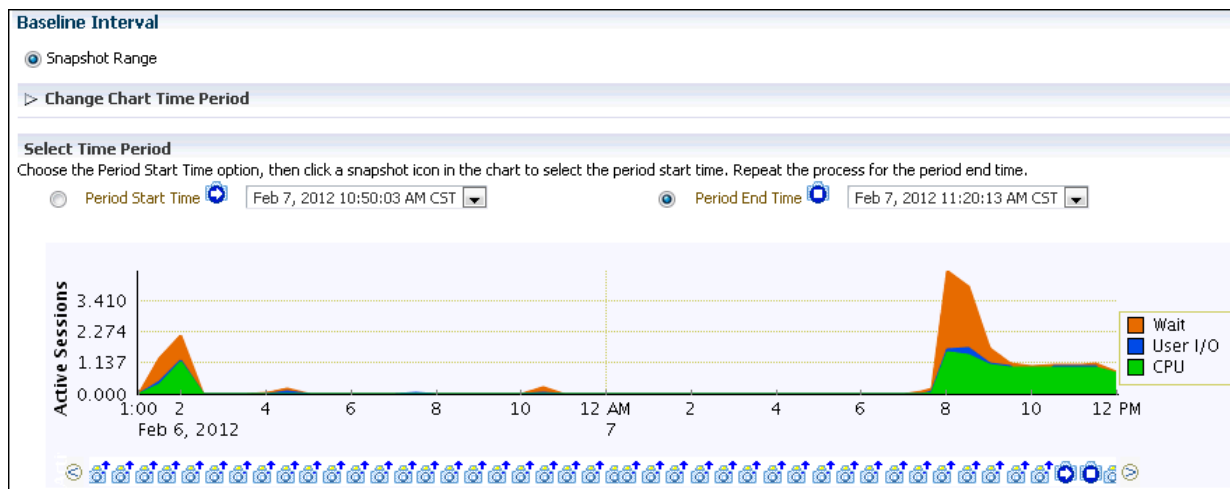 Baseline Interval
Snapshot Range
Change Chart Time Period
Select Time Period
Choose the Period Start Time option, then click a snapshot icon in the chart to select the period start time. Repeat the process for the period end time.
Period Start Time Feb 7, 2012 10:50:03 AM CST Period End Time Feb 7, 2012 11:20:13 AM CST
Active Sessions
3.410
2.274
1.137
0.000
Wait
User I/O
CPU
1:00 2 4 6 8 10 12 AM 2 4 6 8 10 12 PM
Feb 6, 2012 7